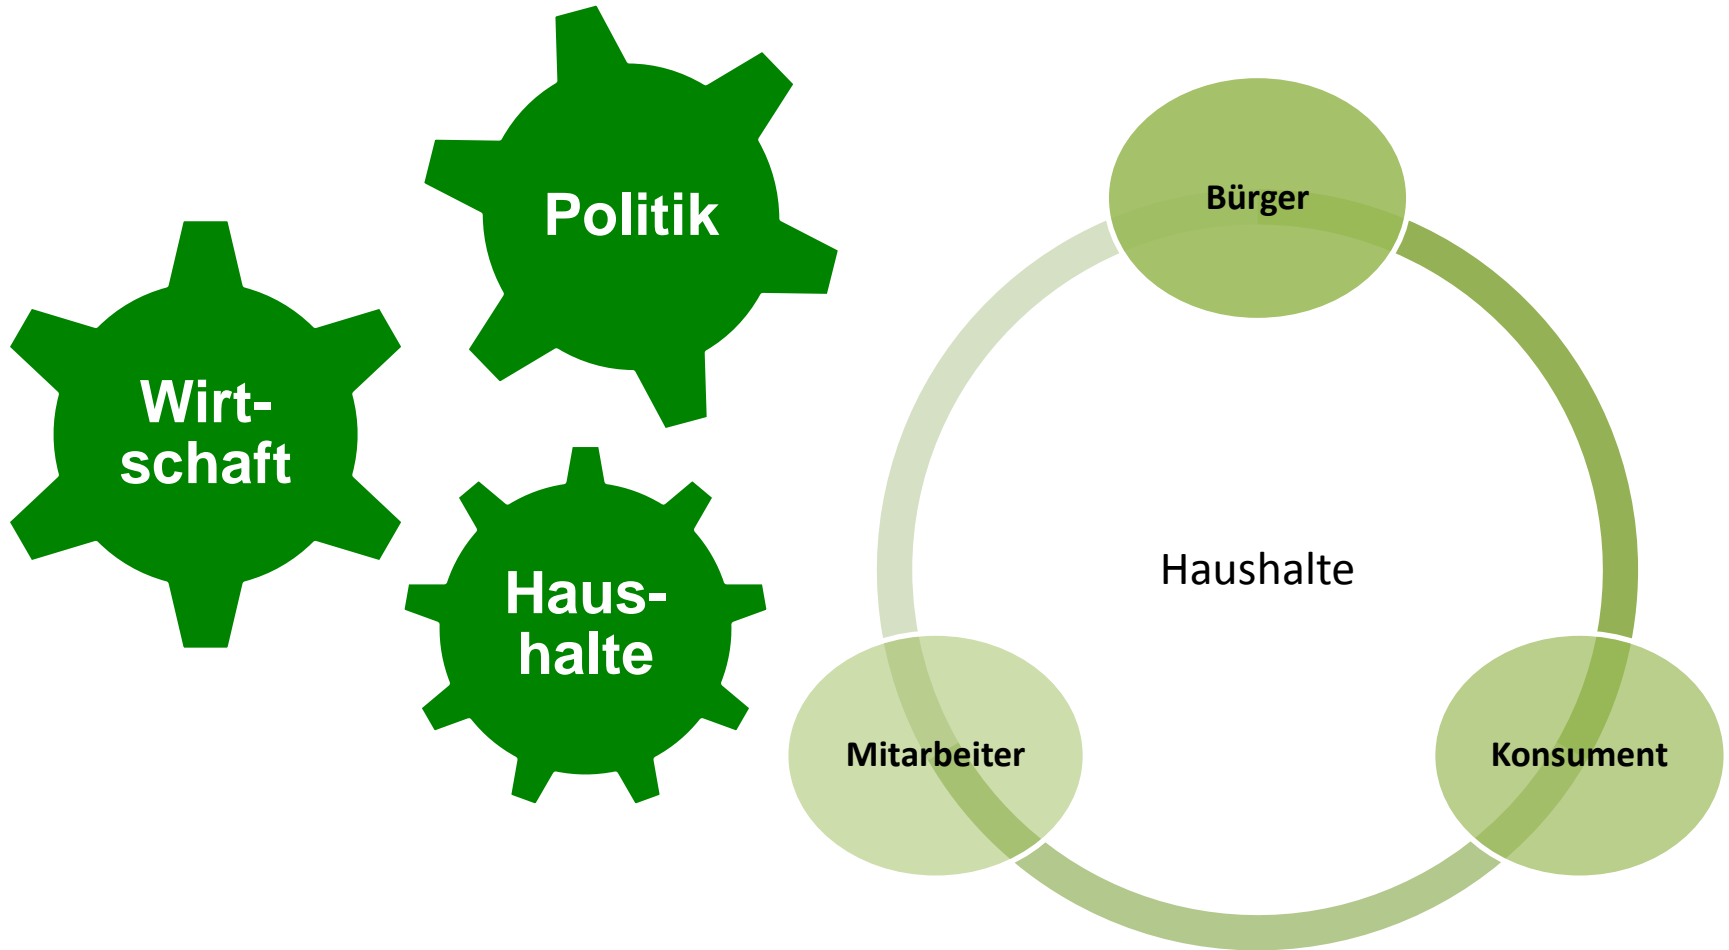 Politik
Wirt-
schaft
Haus-
halte
Bürger
Haushalte
Mitarbeiter
Konsument